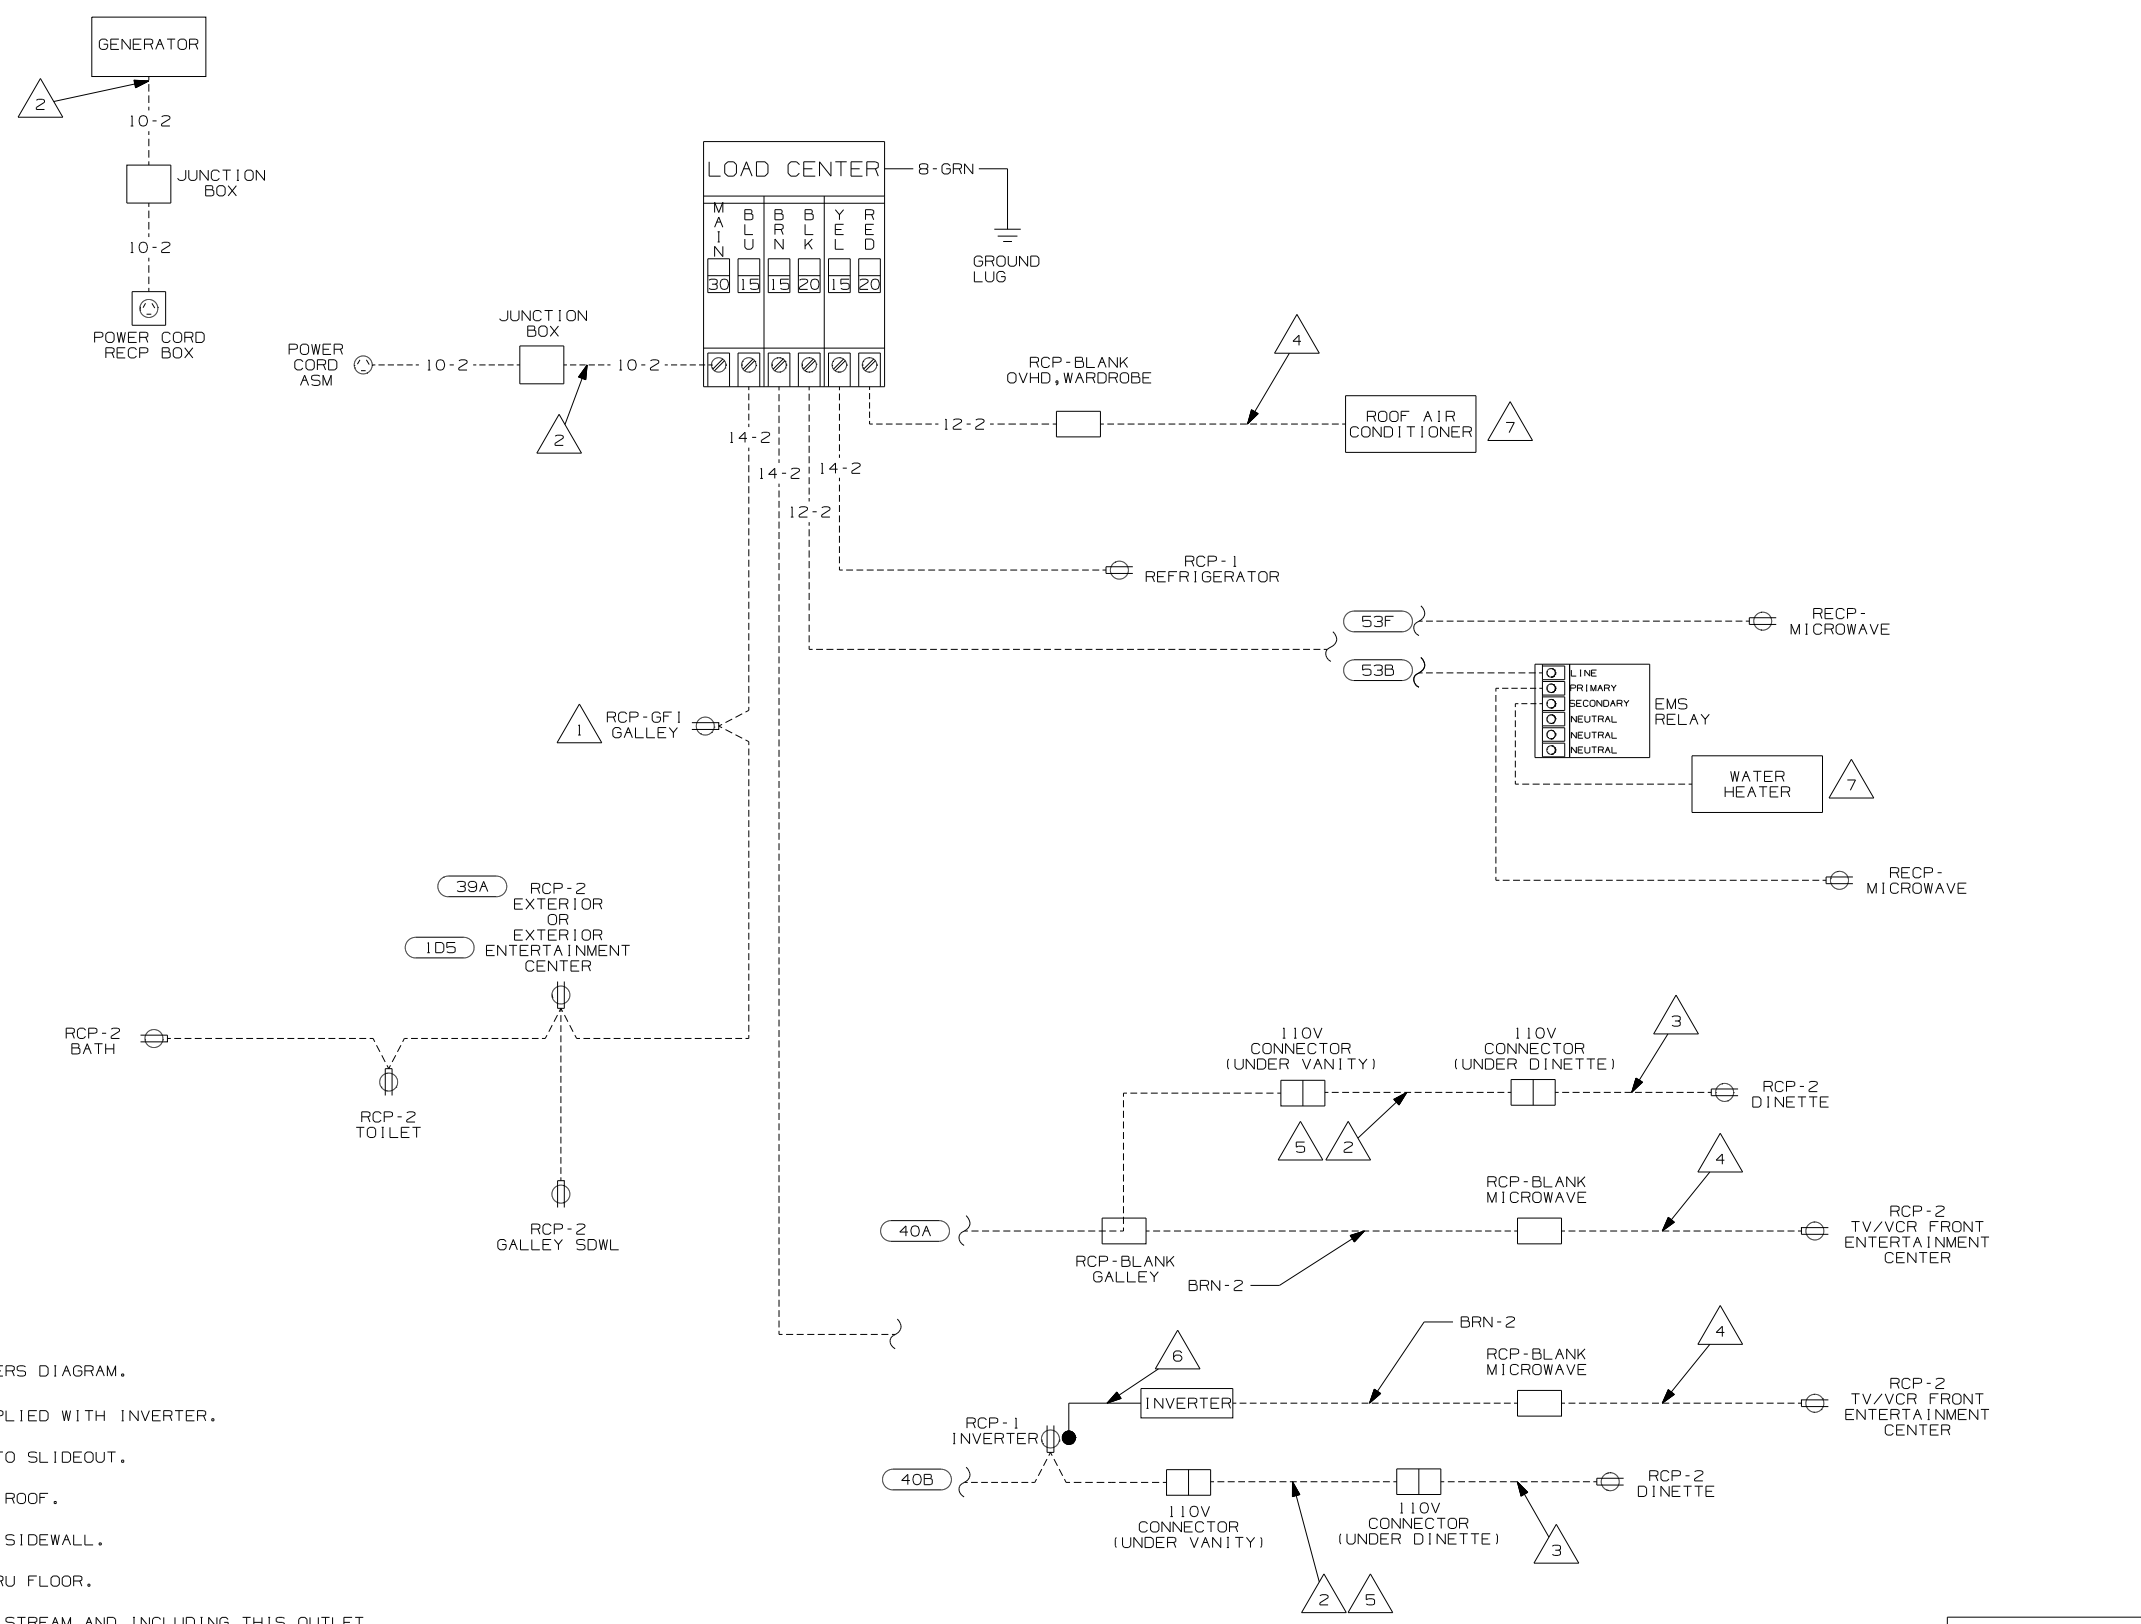 GENERATOR
2
10-2
JUNCTION
BOX
10-2
POWER CORD
RECP BOX
LOAD CENTER
8-GRN
GROUND
LUG
MAIN
BLU
BRN
BLK
YEL
RED
30
15
15
20
15
20
POWER
CORD
ASM
10-2
JUNCTION
BOX
10-2
2
RCP-BLANK
OVHD,WARDROBE
4
12-2
ROOF AIR
CONDITIONER
7
14-2
14-2
14-2
12-2
RCP-1
REFRIGERATOR
53F
RECP-
MICROWAVE
53B
LINE
PRIMARY
SECONDARY
NEUTRAL
NEUTRAL
NEUTRAL
EMS
RELAY
WATER
HEATER
7
RECP-
MICROWAVE
1
RCP-GFI
GALLEY
39A
RCP-2
EXTERIOR
OR
EXTERIOR
ENTERTAINMENT
CENTER
1D5
RCP-2
BATH
RCP-2
TOILET
RCP-2
GALLEY SDWL
110V
CONNECTOR
(UNDER VANITY)
110V
CONNECTOR
(UNDER DINETTE)
3
RCP-2
DINETTE
5
2
40A
RCP-BLANK
GALLEY
BRN-2
RCP-BLANK
MICROWAVE
4
RCP-2
TV/VCR FRONT
ENTERTAINMENT
CENTER
6
INVERTER
BRN-2
RCP-BLANK
MICROWAVE
4
RCP-2
TV/VCR FRONT
ENTERTAINMENT
CENTER
RCP-1
INVERTER
40B
110V
CONNECTOR
(UNDER VANITY)
110V
CONNECTOR
(UNDER DINETTE)
RCP-2
DINETTE
3
2
5
ERS DIAGRAM.
PLIED WITH INVERTER.
TO SLIDEOUT.
ROOF.
SIDEWALL.
RU FLOOR.
STREAM AND INCLUDING THIS OUTLET